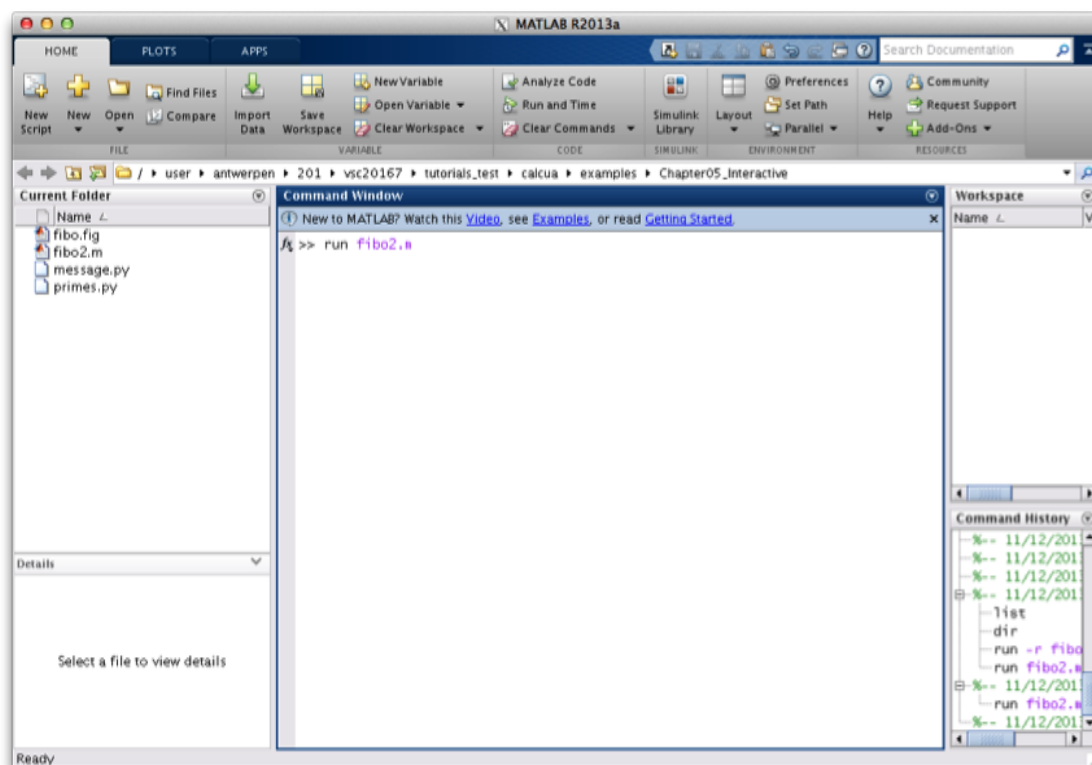 MATLAB R2013a
HOME PLOTS APPS
Search Documentation
New Script
New
Open
Find Files
Compare
FILE
Import Data
Save Workspace
New Variable
Open Variable
Clear Workspace
VARIABLE
Analyze Code
Run and Time
Clear Commands
CODE
Simulink Library
SIMULINK
Layout
Preferences
Set Path
Parallel
ENVIRONMENT
Help
Community
Request Support
Add-Ons
RESOURCES
/ user antwerpen 201 vsc20167 tutorials_test calcua examples Chapter05_Interactive
Current Folder
Name
fibo.fig
fibo2.m
message.py
primes.py
Details
Select a file to view details
Command Window
New to MATLAB? Watch this Video, see Examples, or read Getting Started.
fx >> run fibo2.m
Workspace
Name V
Command History
%-- 11/12/201
%-- 11/12/201
%-- 11/12/201
%-- 11/12/201
list
dir
run -r fibo
run fibo2.m
%-- 11/12/201
run fibo2.m
%-- 11/12/201
Ready